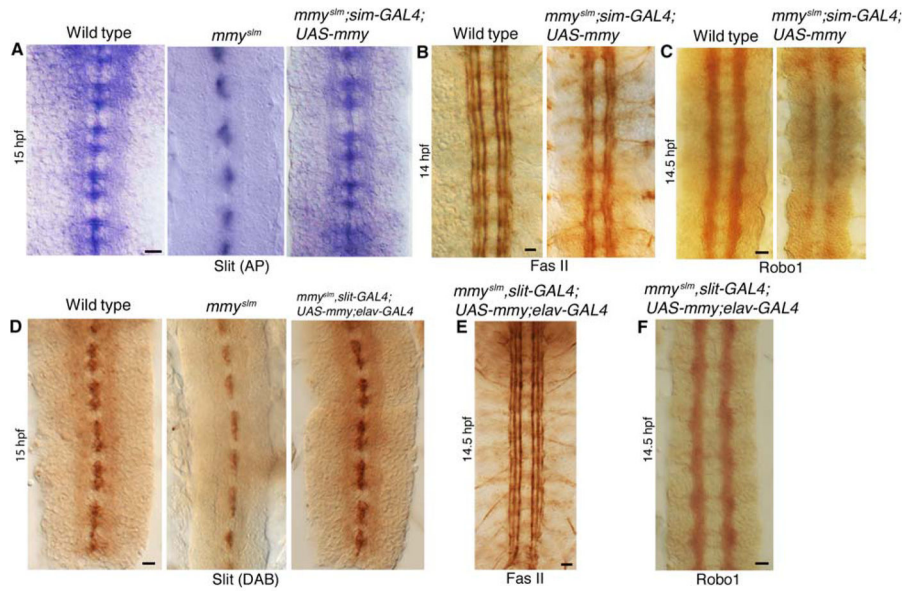 A
Wild type
mmy^slm
mmy^slm;sim-GAL4;
UAS-mmy
15 hpf
Slit (AP)
B
Wild type
mmy^slm;sim-GAL4;
UAS-mmy
14 hpf
Fas II
C
Wild type
mmy^slm;sim-GAL4;
UAS-mmy
14.5 hpf
Robo1
D
Wild type
mmy^slm
mmy^slm,slit-GAL4;
UAS-mmy;elav-GAL4
15 hpf
Slit (DAB)
E
mmy^slm,slit-GAL4;
UAS-mmy;elav-GAL4
14.5 hpf
Fas II
F
mmy^slm,slit-GAL4;
UAS-mmy;elav-GAL4
14.5 hpf
Robo1